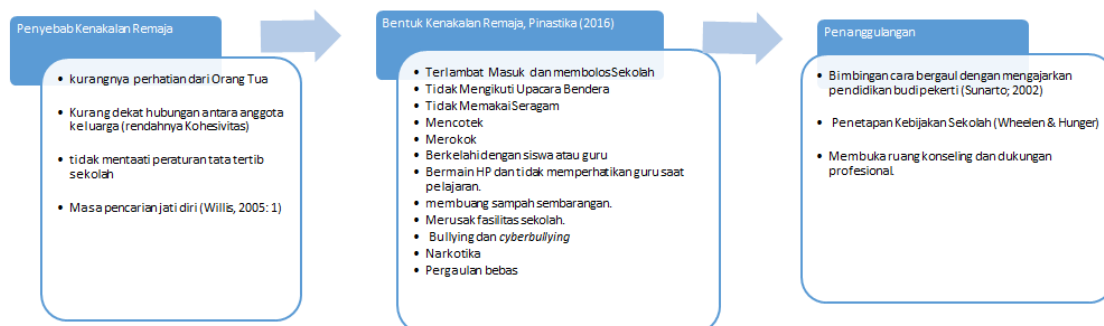 Penyebab Kenakalan Remaja
• kurangnya perhatian dari Orang Tua
• Kurang dekat hubungan antara anggota
keluarga (rendahnya Kohesivitas)
• tidak mentaati peraturan tata tertib
sekolah
• Masa pencarian jati diri (Willis, 2005: 1)
Bentuk Kenakalan Remaja, Pinastika (2016)
• Terlambat Masuk dan membolos Sekolah
• Tidak Mengikuti Upacara Bendera
• Tidak Memakai Seragam
• Mencotek
• Merokok
• Berkelahi dengan siswa atau guru
• Bermain HP dan tidak memperhatikan guru saat
pelajaran.
• membuang sampah sembarangan.
• Merusak fasilitas sekolah.
• Bullying dan cyberbullying
• Narkotika
• Pergaulan bebas
Penanggulangan
• Bimbingan cara bergaul dengan mengajarkan
pendidikan budi pekerti (Sunarto; 2002)
• Penetapan Kebijakan Sekolah (Wheelen & Hunger)
• Membuka ruang konseling dan dukungan
profesional.